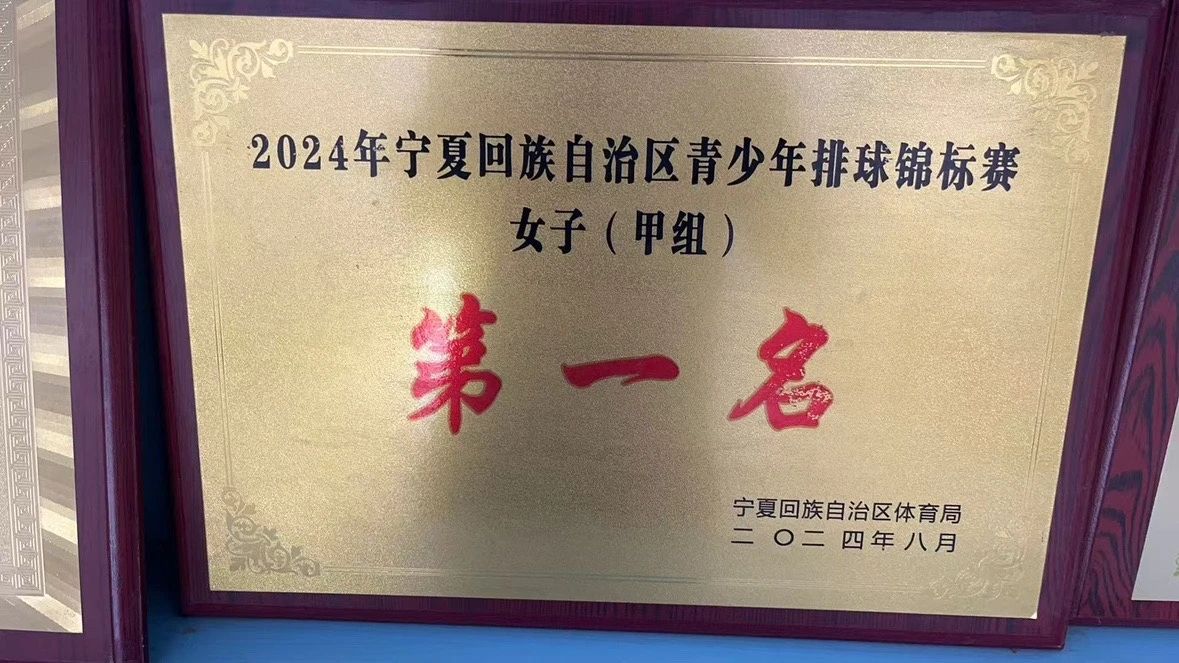 2024年宁夏回族自治区青少年排球锦标赛
女子（甲组）
第一名
宁夏回族自治区体育局
二〇二四年八月